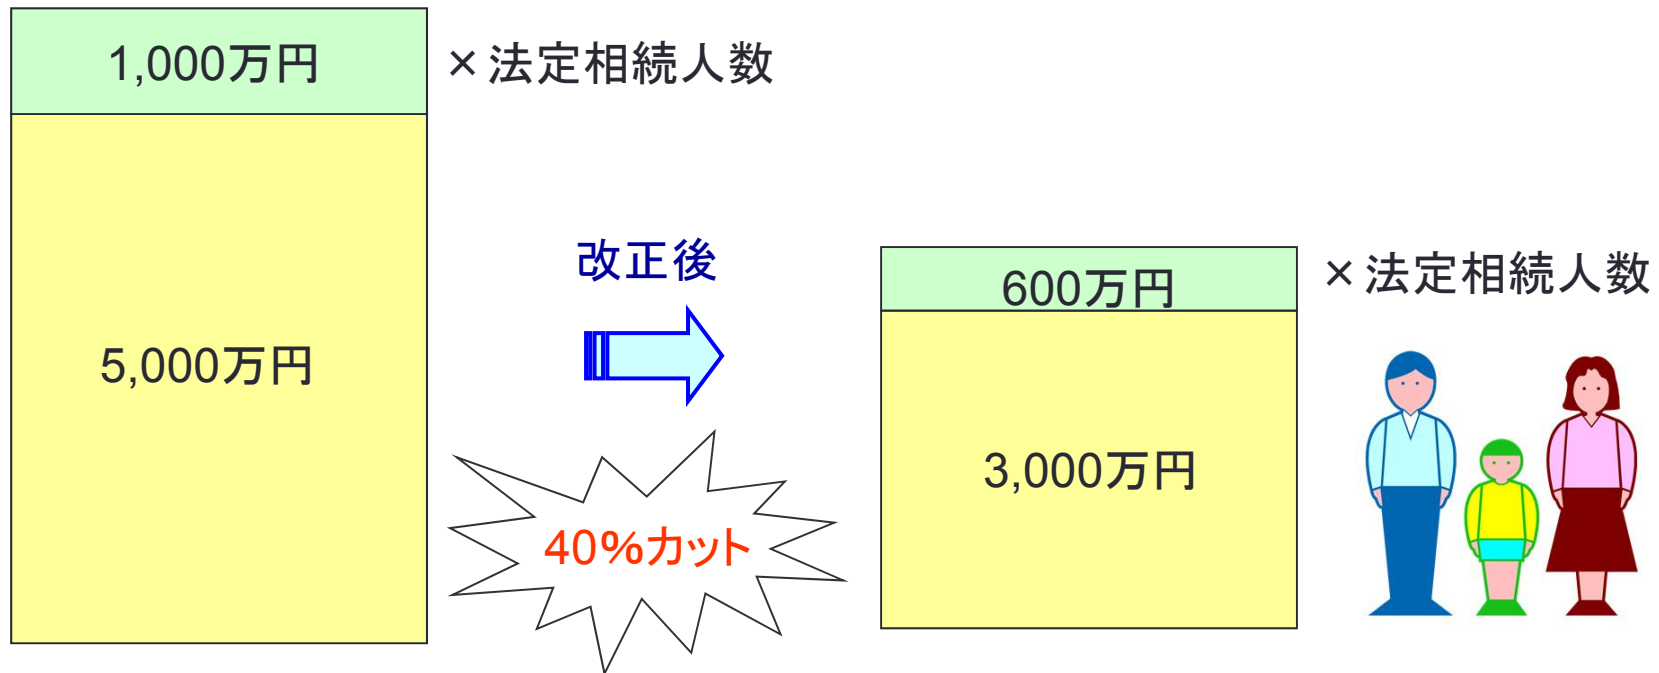 1,000万円
×法定相続人数
5,000万円
改正後
40%カット
600万円
×法定相続人数
3,000万円